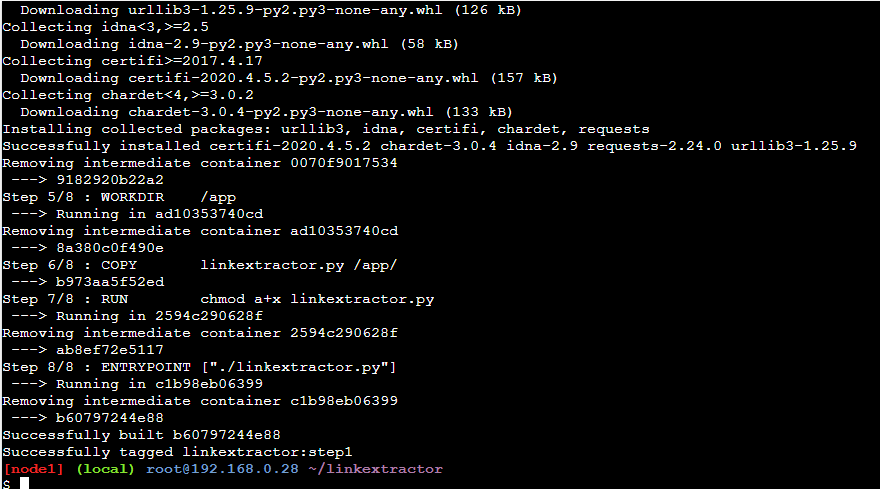 Downloading urllib3-1.25.9-py2.py3-none-any.whl (126 kB)
Collecting idna<3,>=2.5
Downloading idna-2.9-py2.py3-none-any.whl (58 kB)
Collecting certifi>=2017.4.17
Downloading certifi-2020.4.5.2-py2.py3-none-any.whl (157 kB)
Collecting chardet<4,>=3.0.2
Downloading chardet-3.0.4-py2.py3-none-any.whl (133 kB)
Installing collected packages: urllib3, idna, certifi, chardet, requests
Successfully installed certifi-2020.4.5.2 chardet-3.0.4 idna-2.9 requests-2.24.0 urllib3-1.25.9
Removing intermediate container 0070f9017534
---> 9182920b22a2
Step 5/8 : WORKDIR    /app
---> Running in ad10353740cd
Removing intermediate container ad10353740cd
---> 8a380c0f490e
Step 6/8 : COPY       linkextractor.py /app/
---> b973aa5f52ed
Step 7/8 : RUN        chmod a+x linkextractor.py
---> Running in 2594c290628f
Removing intermediate container 2594c290628f
---> ab8ef72e5117
Step 8/8 : ENTRYPOINT ["./linkextractor.py"]
---> Running in c1b98eb06399
Removing intermediate container c1b98eb06399
---> b60797244e88
Successfully built b60797244e88
Successfully tagged linkextractor:step1
[node1] (local) root@192.168.0.28 ~/linkextractor
$